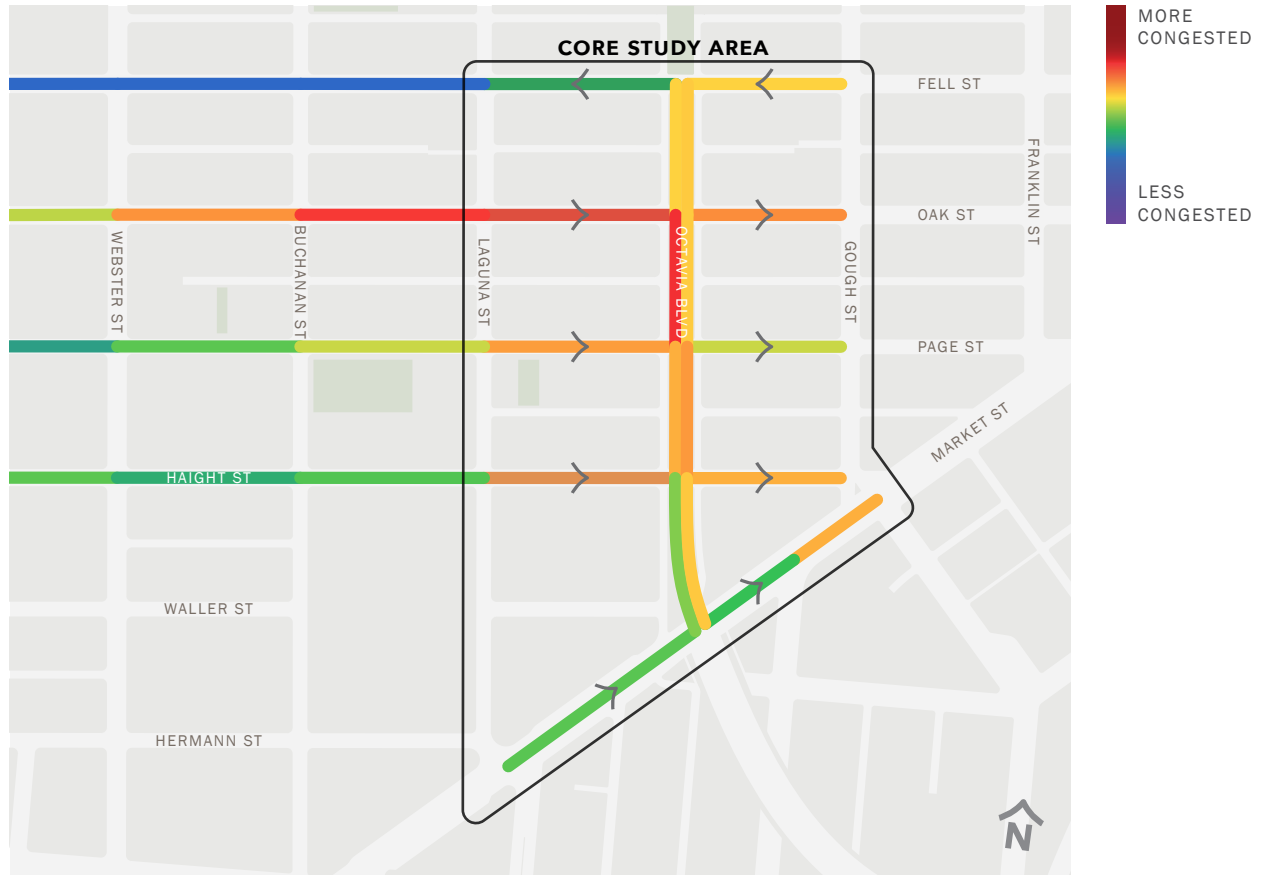 MORE
CONGESTED
CORE STUDY AREA
FELL ST
FRANKLIN ST
LESS
CONGESTED
OAK ST
WEBSTER ST
BUCHANAN ST
LAGUNA ST
OCTAVIA BLVD
GOUGH ST
PAGE ST
MARKET ST
HAIGHT ST
WALLER ST
HERMANN ST
N